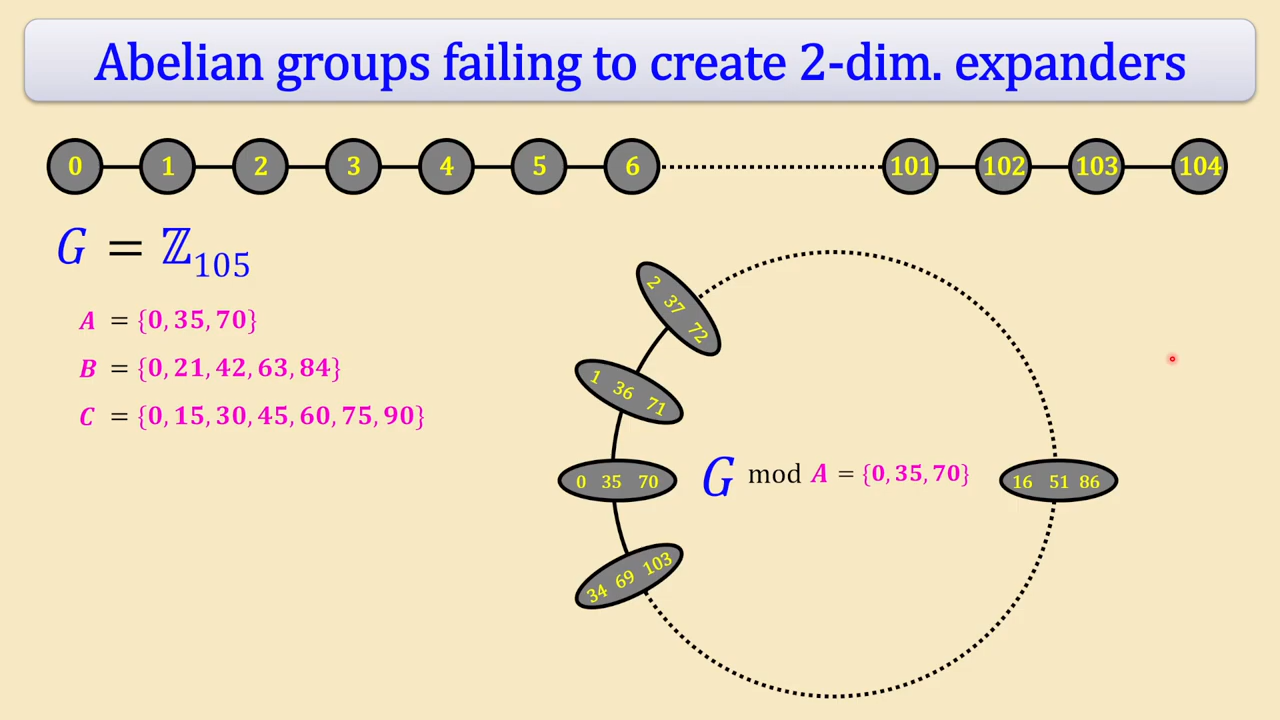 Abelian groups failing to create 2-dim. expanders
0 1 2 3 4 5 6 101 102 103 104
G = ℤ₁₀₅
A = {0, 35, 70}
B = {0, 21, 42, 63, 84}
C = {0, 15, 30, 45, 60, 75, 90}
2 37 72
1 36 71
0 35 70
G mod A = {0, 35, 70}
16 51 86
34 69 103